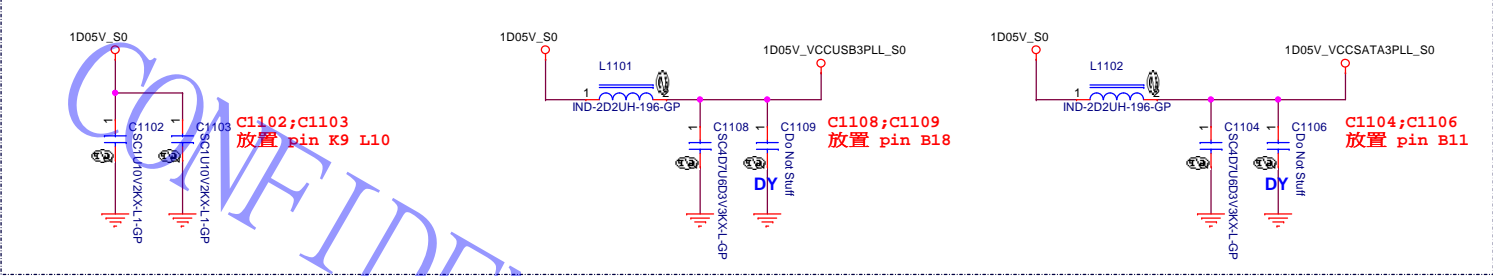 1D05V_S0
1
C1102
SC1U10V2KX-L1-GP
1
C1103
SC1U10V2KX-L1-GP
C1102;C1103
放置 pin K9 L10
1D05V_S0
L1101
1
IND-2D2UH-196-GP
1D05V_VCCUSB3PLL_S0
1
C1108
SC4D7U6D3V3KX-L-GP
1
C1109
Do Not Stuff
DY
C1108;C1109
放置 pin B18
1D05V_S0
L1102
1
IND-2D2UH-196-GP
1D05V_VCCSATA3PLL_S0
1
C1104
SC4D7U6D3V3KX-L-GP
1
C1106
Do Not Stuff
DY
C1104;C1106
放置 pin B11